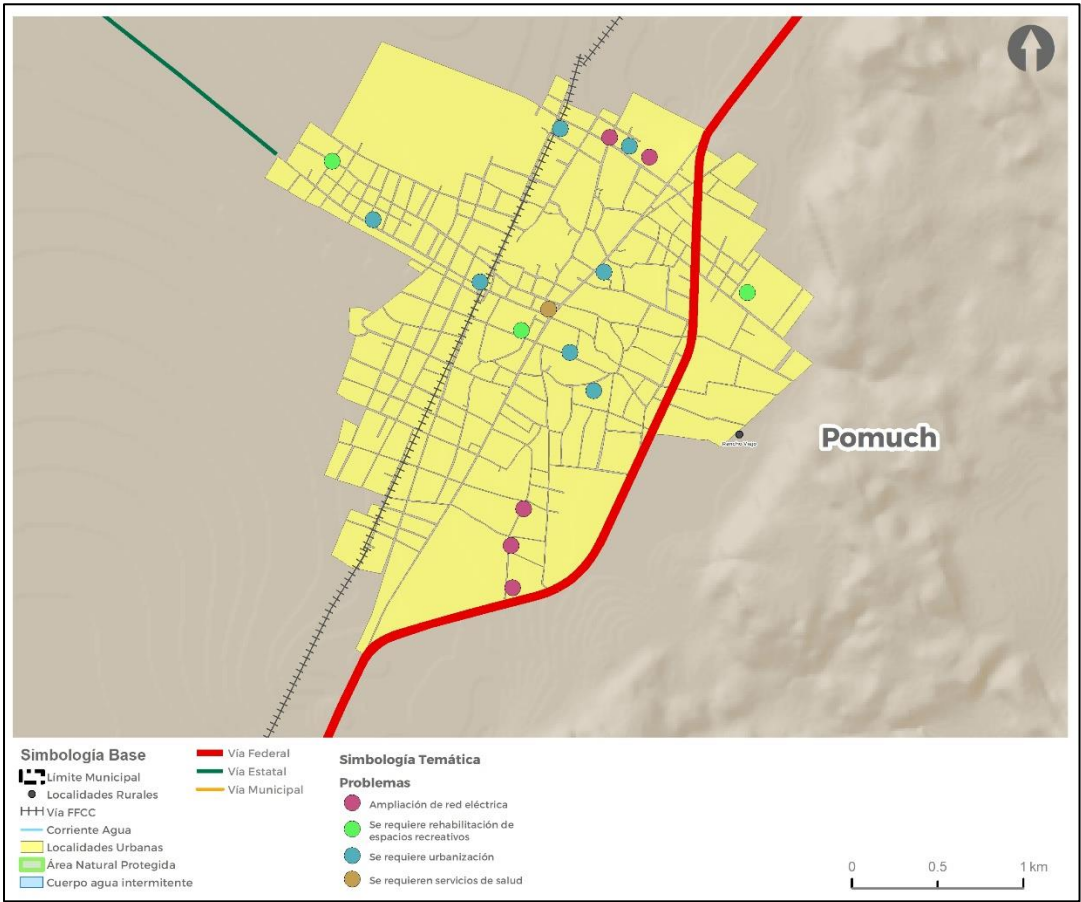 Pomuch
Rancho Viejo
Simbología Base
Límite Municipal
Localidades Rurales
Vía FFCC
Corriente Agua
Localidades Urbanas
Área Natural Protegida
Cuerpo agua intermitente
Vía Federal
Vía Estatal
Vía Municipal
Simbología Temática
Problemas
Ampliación de red eléctrica
Se requiere rehabilitación de
espacios recreativos
Se requiere urbanización
Se requieren servicios de salud
0 0.5 1 km